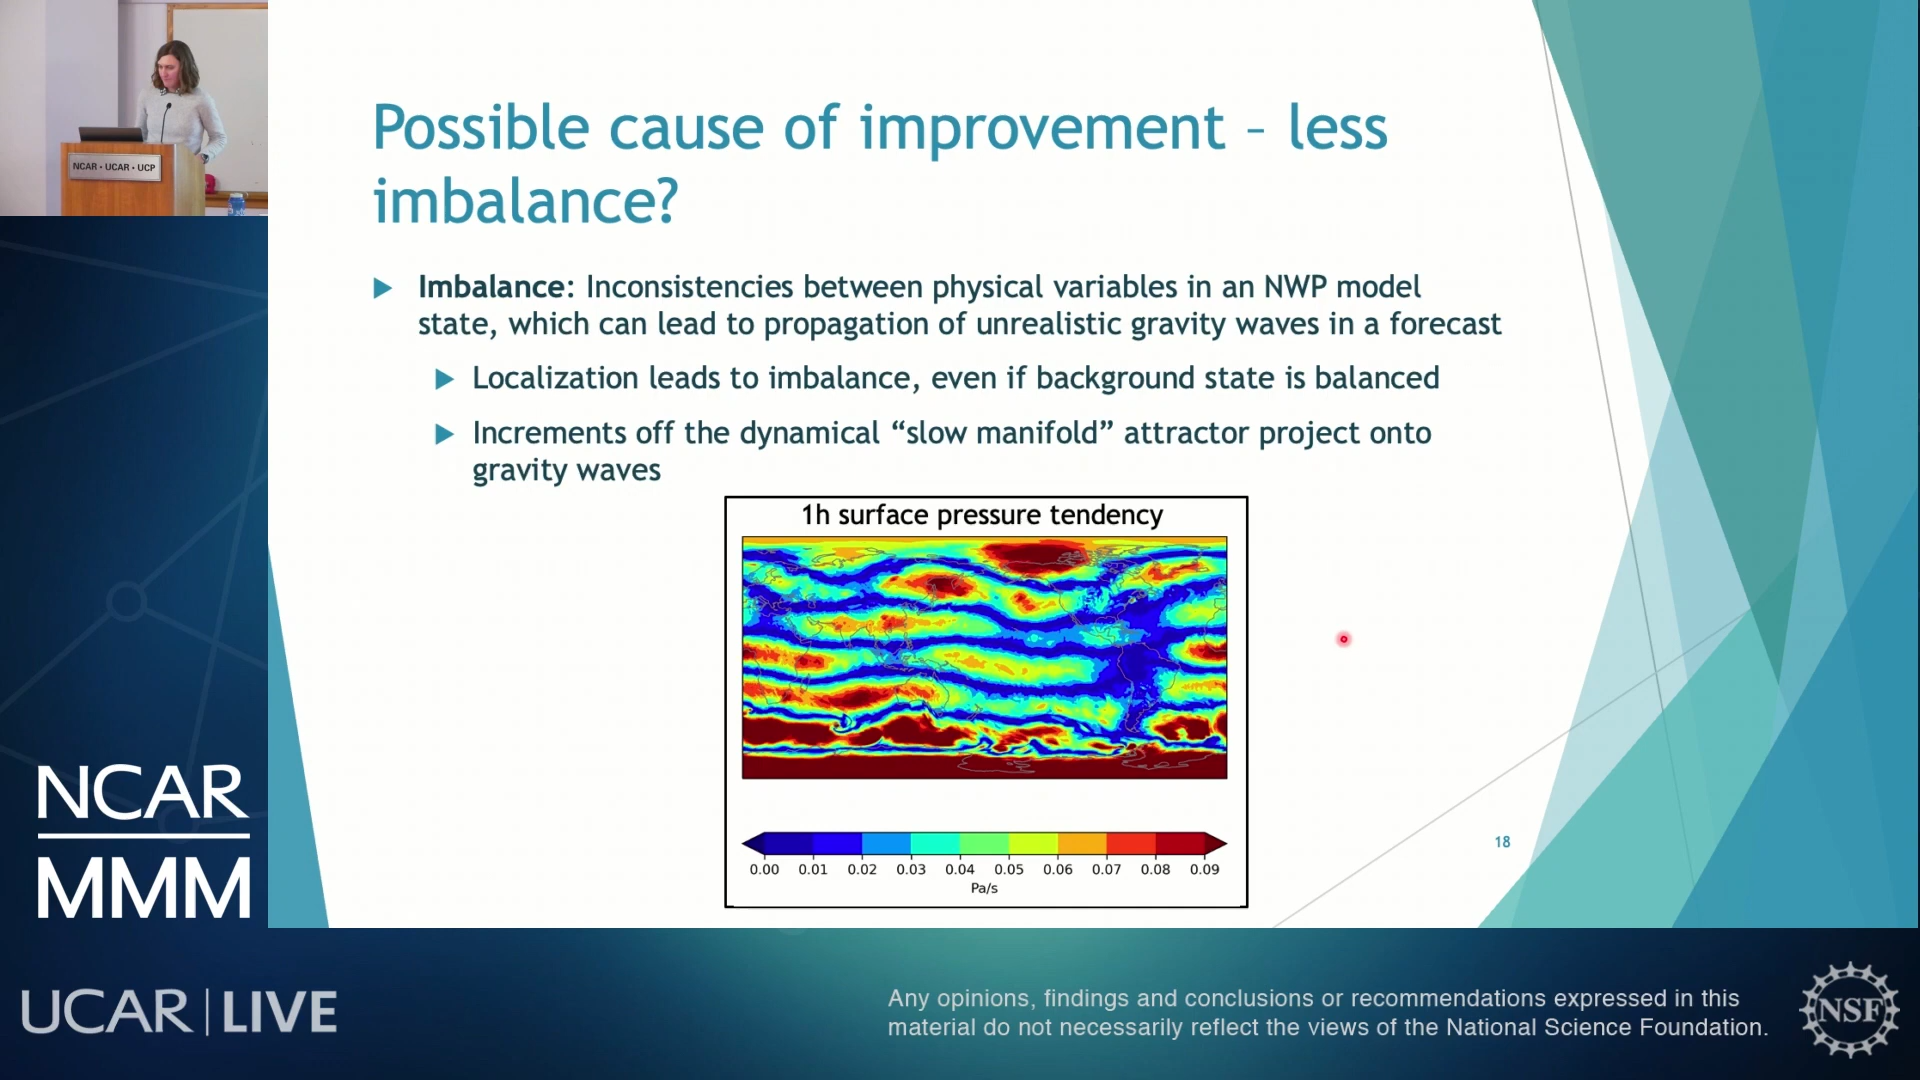 NCAR • UCAR • UCP
Possible cause of improvement – less
imbalance?
Imbalance: Inconsistencies between physical variables in an NWP model
state, which can lead to propagation of unrealistic gravity waves in a forecast
Localization leads to imbalance, even if background state is balanced
Increments off the dynamical “slow manifold” attractor project onto
gravity waves
1h surface pressure tendency
0.00 0.01 0.02 0.03 0.04 0.05 0.06 0.07 0.08 0.09
Pa/s
18
NCAR
MMM
UCAR | LIVE
Any opinions, findings and conclusions or recommendations expressed in this
material do not necessarily reflect the views of the National Science Foundation.
NSF